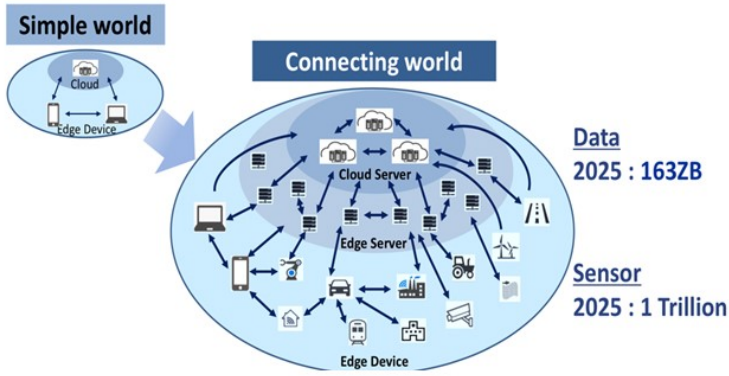 Simple world
Cloud
Edge Device
Connecting world
Cloud Server
Edge Server
Edge Device
Data
2025 : 163ZB
Sensor
2025 : 1 Trillion